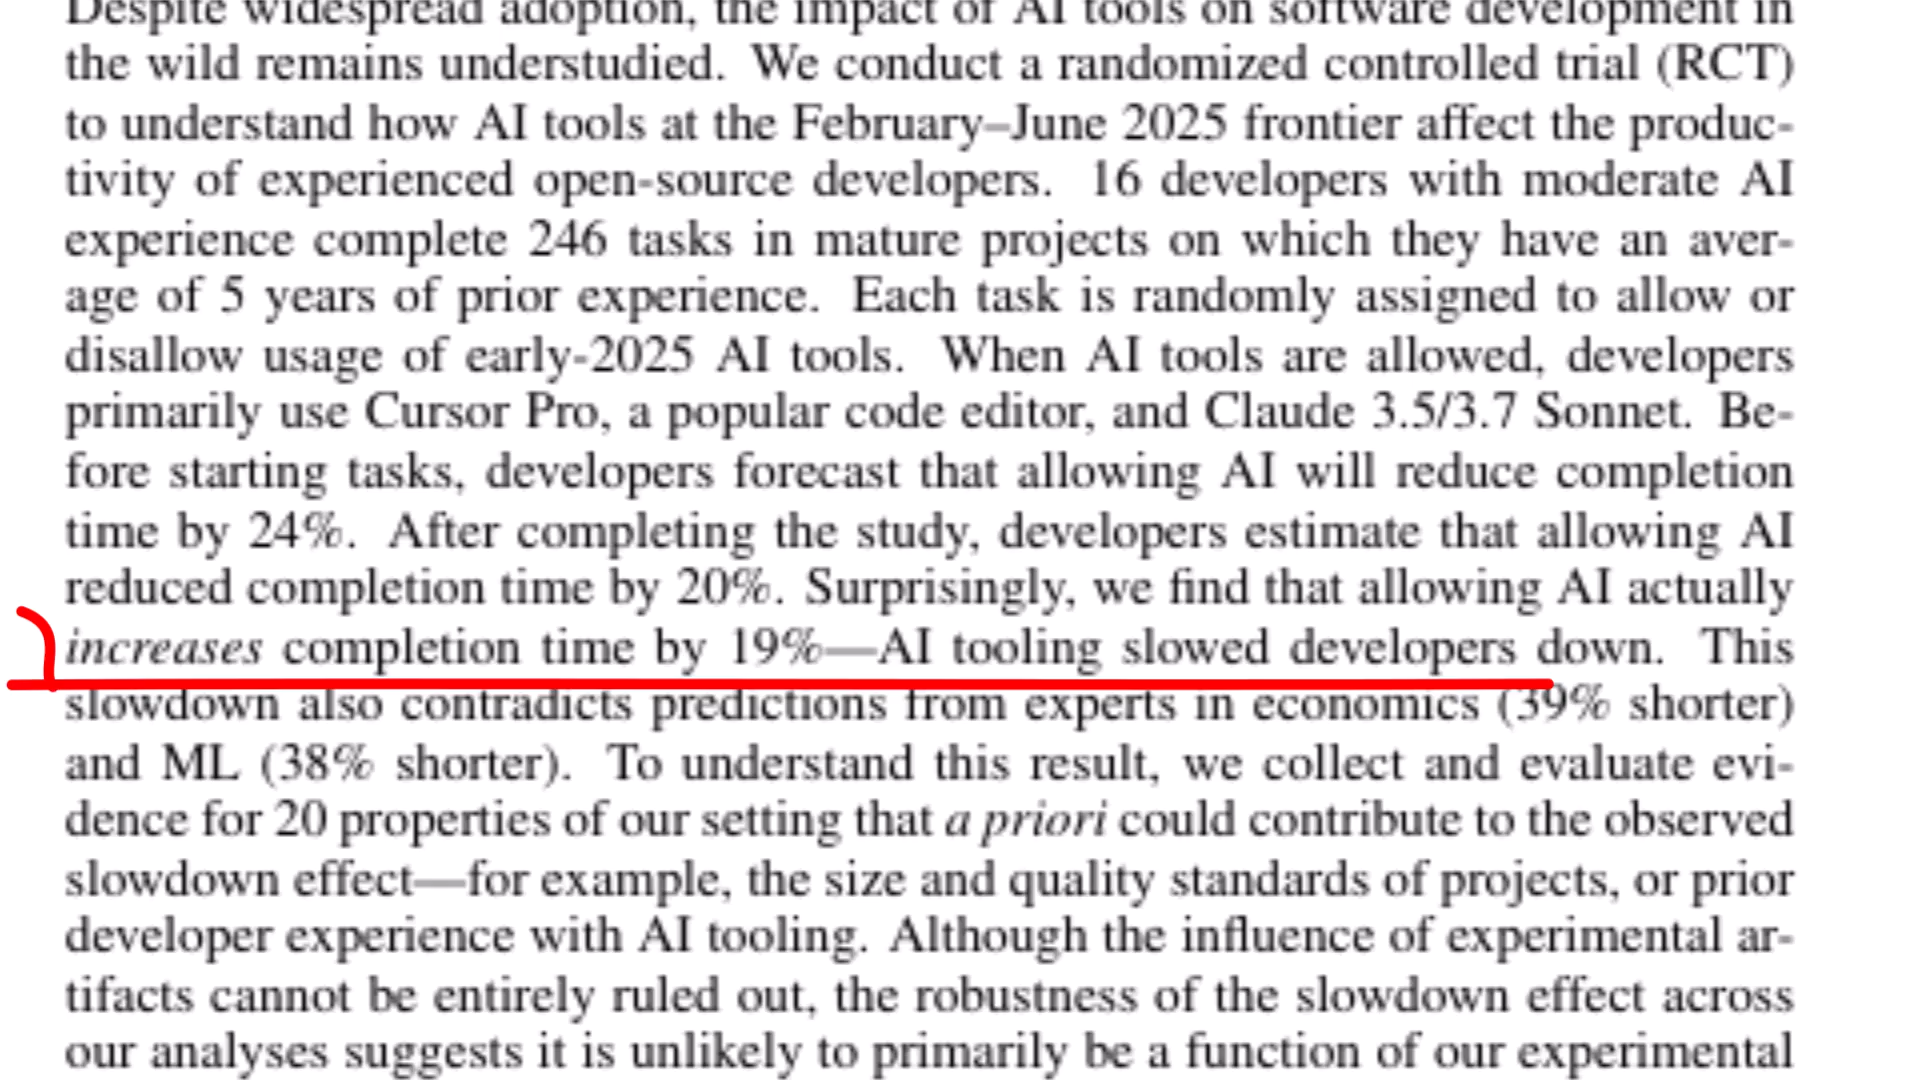 Despite widespread adoption, the impact of AI tools on software development in
the wild remains understudied. We conduct a randomized controlled trial (RCT)
to understand how AI tools at the February–June 2025 frontier affect the produc-
tivity of experienced open-source developers. 16 developers with moderate AI
experience complete 246 tasks in mature projects on which they have an aver-
age of 5 years of prior experience. Each task is randomly assigned to allow or
disallow usage of early-2025 AI tools. When AI tools are allowed, developers
primarily use Cursor Pro, a popular code editor, and Claude 3.5/3.7 Sonnet. Be-
fore starting tasks, developers forecast that allowing AI will reduce completion
time by 24%. After completing the study, developers estimate that allowing AI
reduced completion time by 20%. Surprisingly, we find that allowing AI actually
increases completion time by 19%—AI tooling slowed developers down. This
slowdown also contradicts predictions from experts in economics (39% shorter)
and ML (38% shorter). To understand this result, we collect and evaluate evi-
dence for 20 properties of our setting that a priori could contribute to the observed
slowdown effect—for example, the size and quality standards of projects, or prior
developer experience with AI tooling. Although the influence of experimental ar-
tifacts cannot be entirely ruled out, the robustness of the slowdown effect across
our analyses suggests it is unlikely to primarily be a function of our experimental